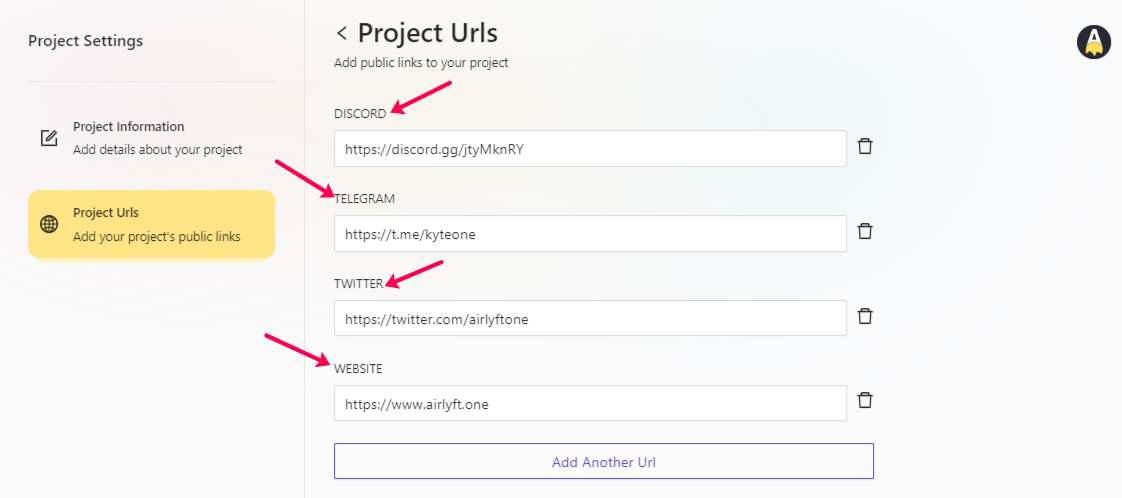 Project Settings
Project Information
Add details about your project
Project Urls
Add your project's public links
Project Urls
Add public links to your project
DISCORD
https://discord.gg/jtyMknRY
TELEGRAM
https://t.me/kyteone
TWITTER
https://twitter.com/airlyftone
WEBSITE
https://www.airlyft.one
Add Another Url